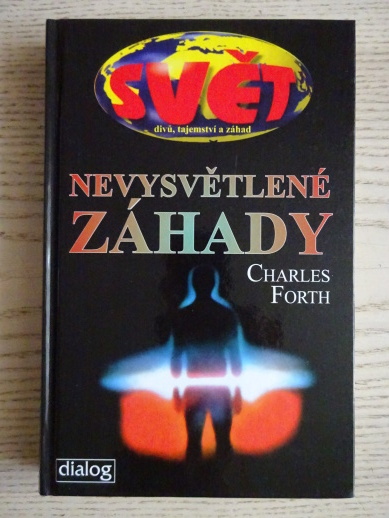 SVĚT
divů, tajemství a záhad
NEVYSVĚTLENÉ
ZÁHADY
CHARLES
FORTH
dialog